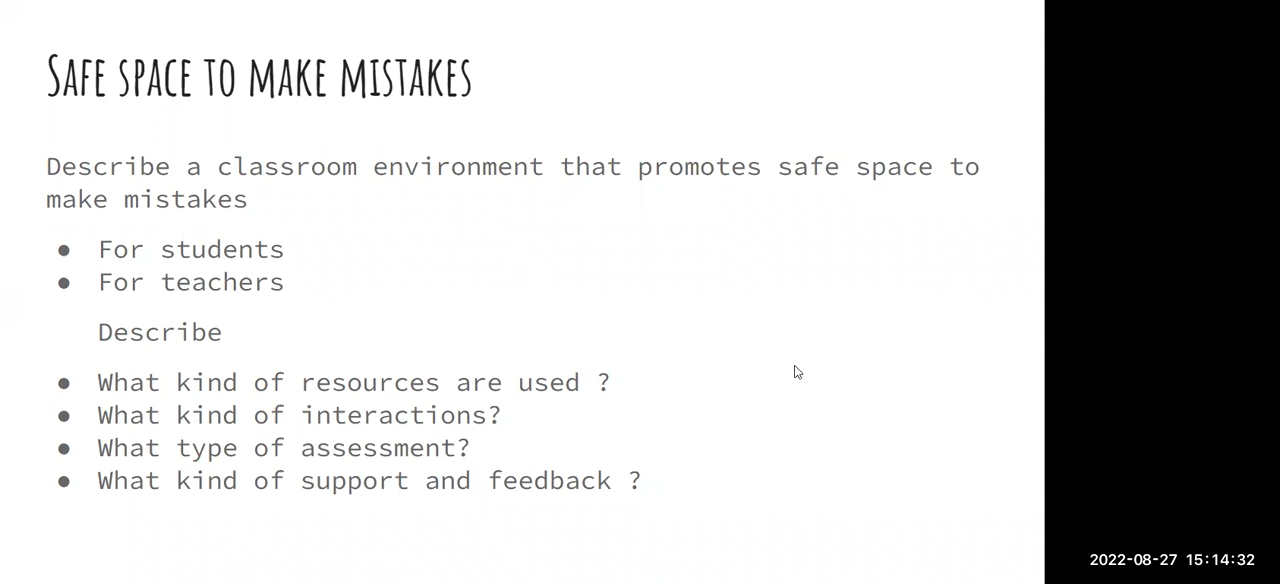 Safe space to make mistakes
Describe a classroom environment that promotes safe space to
make mistakes
● For students
● For teachers
Describe
● What kind of resources are used ?
● What kind of interactions?
● What type of assessment?
● What kind of support and feedback ?
2022-08-27 15:14:32